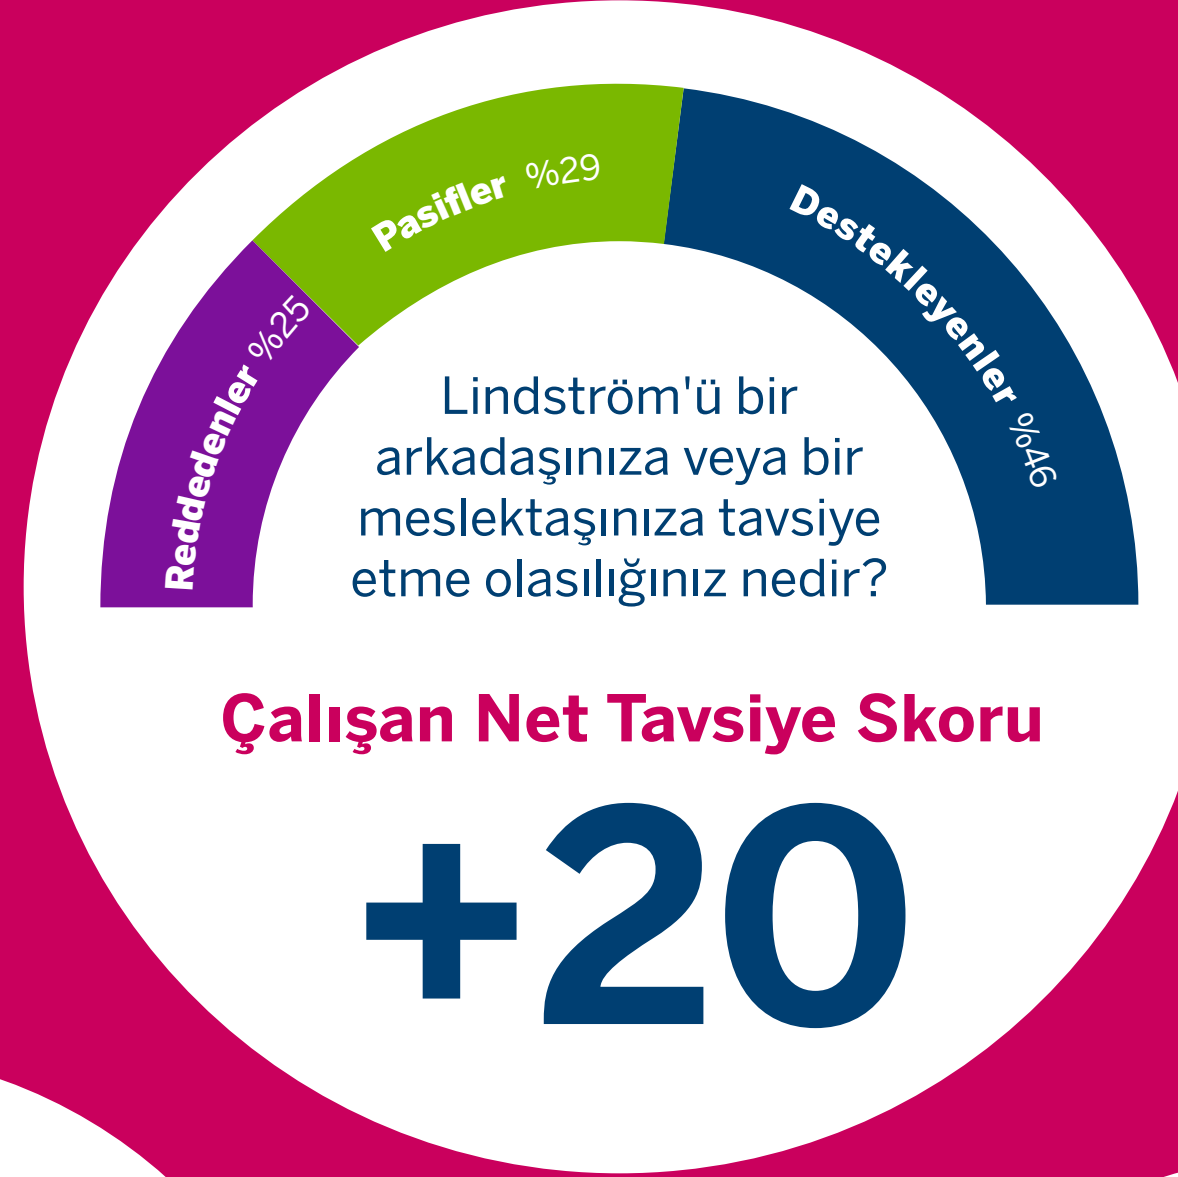 Reddedenler %25
Pasifler %29
Destekleyenler %46
Lindström'ü bir
arkadaşınıza veya bir
meslektaşınıza tavsiye
etme olasılığınız nedir?
Çalışan Net Tavsiye Skoru
+20